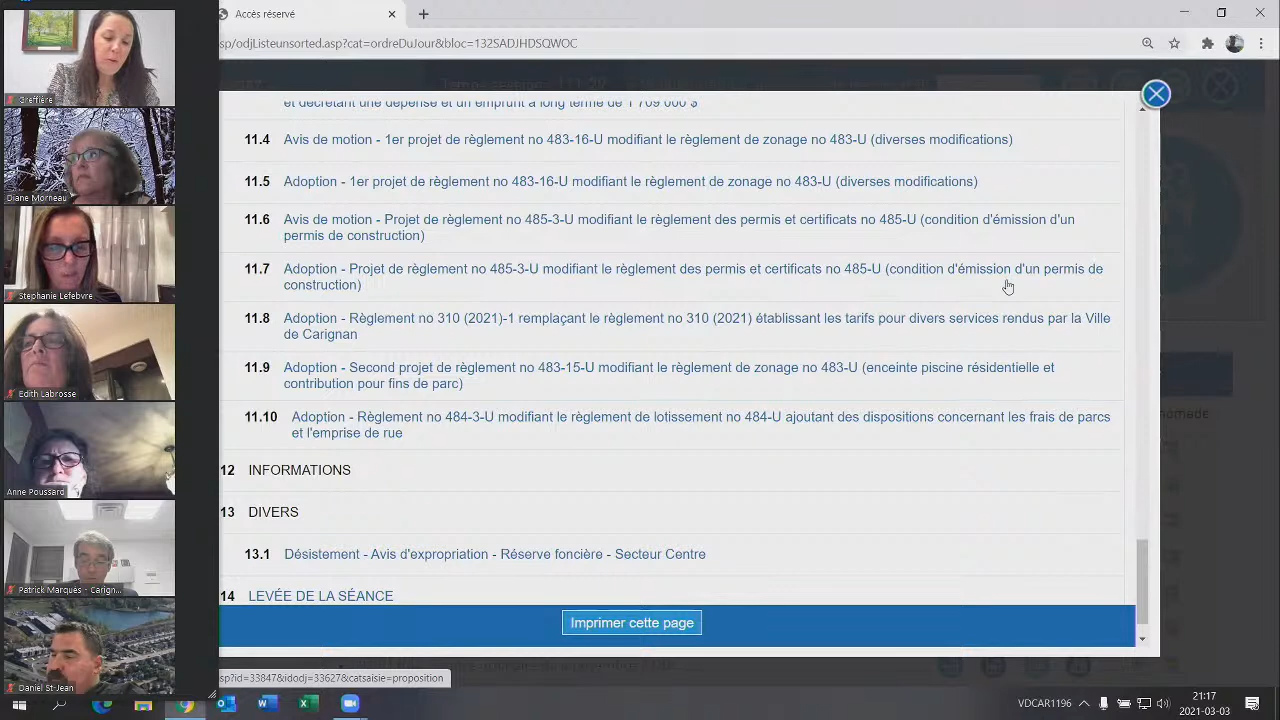 Accès réservé
sp/odjListeunsorted.asp?cat=ordreDuJour&bloc=132TADJHDSQWOC
Greffière
Diane Morneau
Stephanie Lefebvre
Edith Labrosse
Anne Poussard
Patrick Marquès - Carign...
Daniel St-Jean
et décrétant une dépense et un emprunt à long terme de 1 709 000 $
11.4 Avis de motion - 1er projet de règlement no 483-16-U modifiant le règlement de zonage no 483-U (diverses modifications)
11.5 Adoption - 1er projet de règlement no 483-16-U modifiant le règlement de zonage no 483-U (diverses modifications)
11.6 Avis de motion - Projet de règlement no 485-3-U modifiant le règlement des permis et certificats no 485-U (condition d'émission d'un
permis de construction)
11.7 Adoption - Projet de règlement no 485-3-U modifiant le règlement des permis et certificats no 485-U (condition d'émission d'un permis de
construction)
11.8 Adoption - Règlement no 310 (2021)-1 remplaçant le règlement no 310 (2021) établissant les tarifs pour divers services rendus par la Ville
de Carignan
11.9 Adoption - Second projet de règlement no 483-15-U modifiant le règlement de zonage no 483-U (enceinte piscine résidentielle et
contribution pour fins de parc)
11.10 Adoption - Règlement no 484-3-U modifiant le règlement de lotissement no 484-U ajoutant des dispositions concernant les frais de parcs
et l'emprise de rue
12 INFORMATIONS
13 DIVERS
13.1 Désistement - Avis d'expropriation - Réserve foncière - Secteur Centre
14 LEVÉE DE LA SÉANCE
Imprimer cette page
sp?id=33847&idodj=33627&catsaisie=proposition
VDCAR1196
21:17
2021-03-03